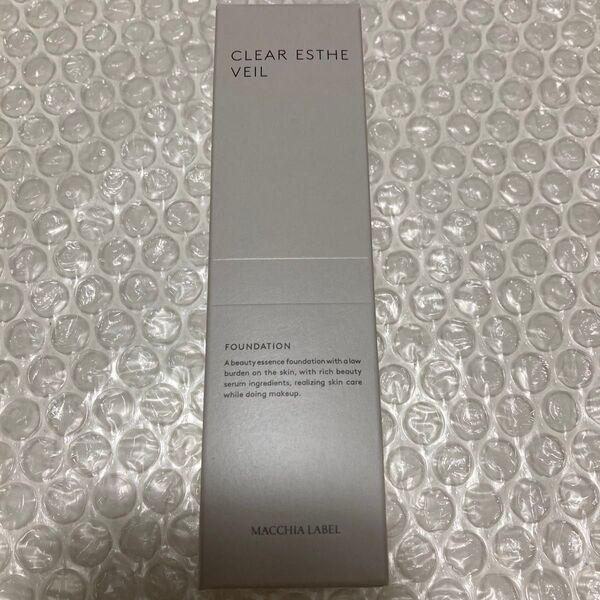 CLEAR ESTHE
VEIL
FOUNDATION
A beauty essence foundation with a low
burden on the skin, with rich beauty
serum ingredients, realizing skin care
while doing makeup.
MACCHIA LABEL